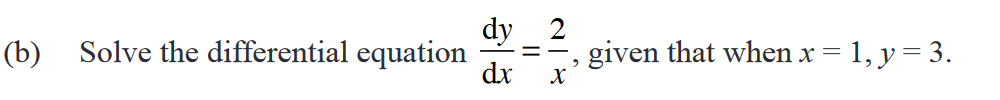 (b) Solve the differential equation dy/dx = 2/x, given that when x = 1, y = 3.